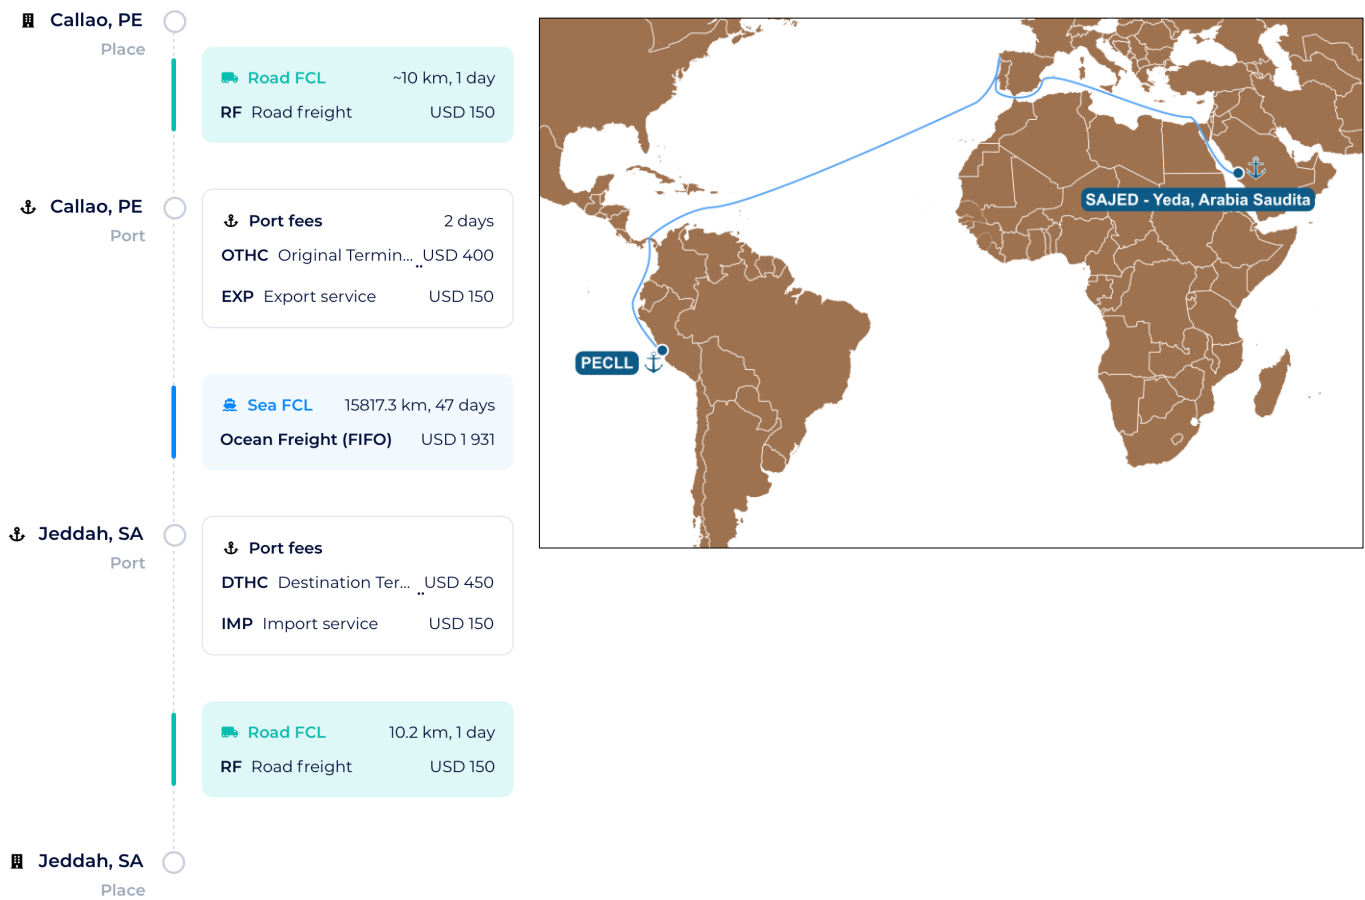 Callao, PE
Place
Road FCL ~10 km, 1 day
RF Road freight USD 150
Callao, PE
Port
Port fees 2 days
OTHC Original Termin... USD 400
EXP Export service USD 150
Sea FCL 15817.3 km, 47 days
Ocean Freight (FIFO) USD 1 931
Jeddah, SA
Port
Port fees
DTHC Destination Ter... USD 450
IMP Import service USD 150
Road FCL 10.2 km, 1 day
RF Road freight USD 150
Jeddah, SA
Place
SAJED - Yeda, Arabia Saudita
PECLL